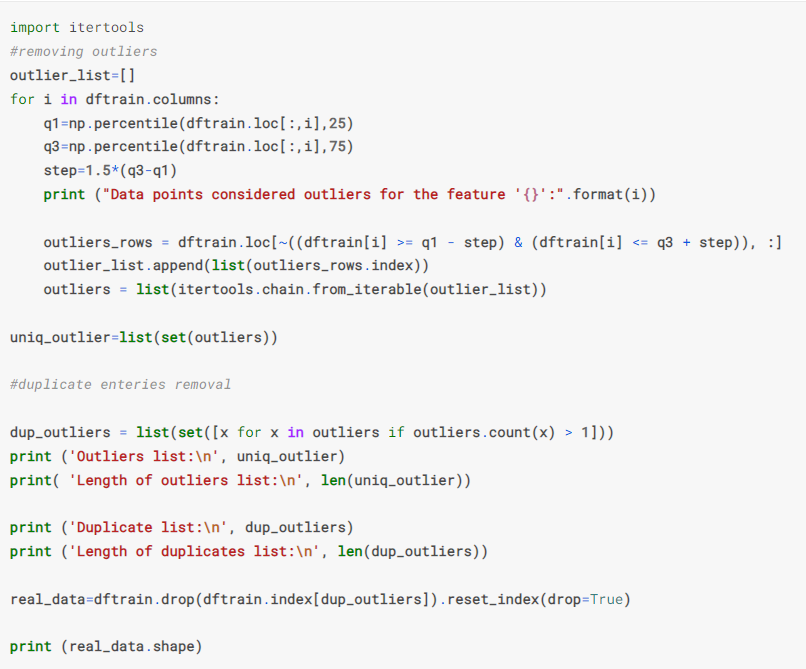 import itertools
#removing outliers
outlier_list=[]
for i in dftrain.columns:
    q1=np.percentile(dftrain.loc[:,i],25)
    q3=np.percentile(dftrain.loc[:,i],75)
    step=1.5*(q3-q1)
    print ("Data points considered outliers for the feature '{}':".format(i))
    outliers_rows = dftrain.loc[~((dftrain[i] >= q1 - step) & (dftrain[i] <= q3 + step)), :]
    outlier_list.append(list(outliers_rows.index))
    outliers = list(itertools.chain.from_iterable(outlier_list))
uniq_outlier=list(set(outliers))
#duplicate enteries removal
dup_outliers = list(set([x for x in outliers if outliers.count(x) > 1]))
print ('Outliers list:\n', uniq_outlier)
print( 'Length of outliers list:\n', len(uniq_outlier))
print ('Duplicate list:\n', dup_outliers)
print ('Length of duplicates list:\n', len(dup_outliers))
real_data=dftrain.drop(dftrain.index[dup_outliers]).reset_index(drop=True)
print (real_data.shape)